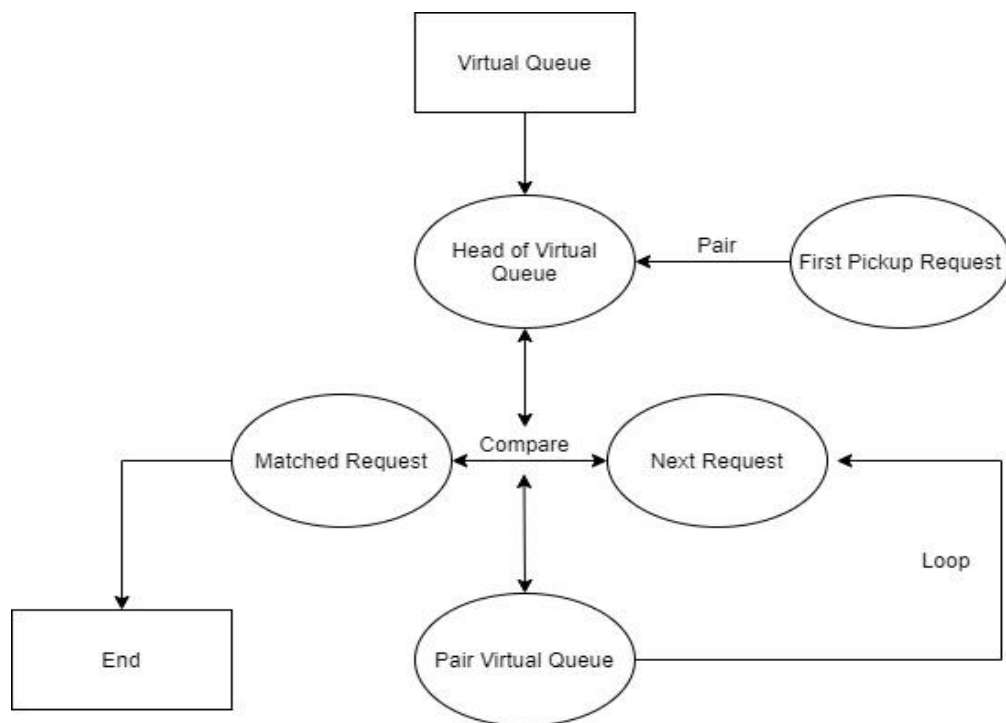 Virtual Queue
Head of Virtual
Queue
Pair
First Pickup Request
Matched Request
Compare
Next Request
Loop
End
Pair Virtual Queue